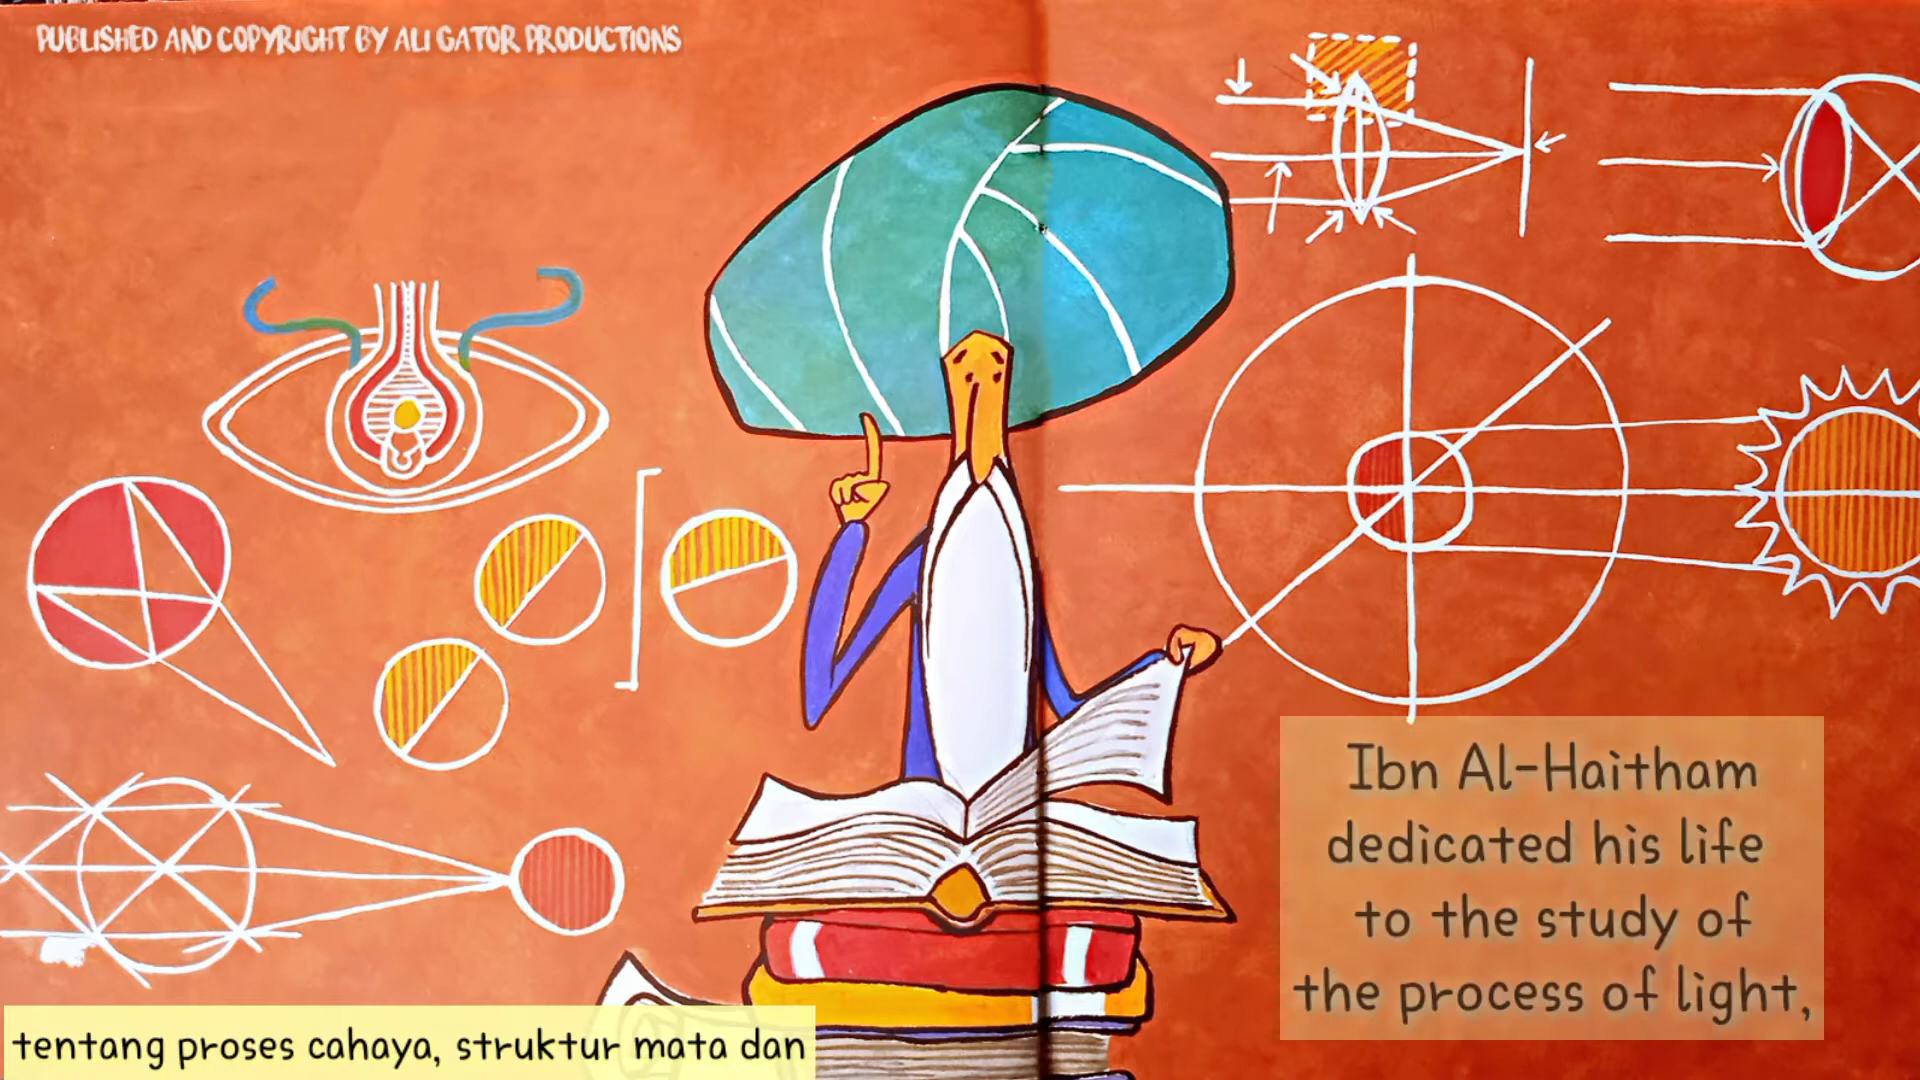 PUBLISHED AND COPYRIGHT BY ALI GATOR PRODUCTIONS
Ibn Al-Haitham
dedicated his life
to the study of
the process of light,
tentang proses cahaya, struktur mata dan